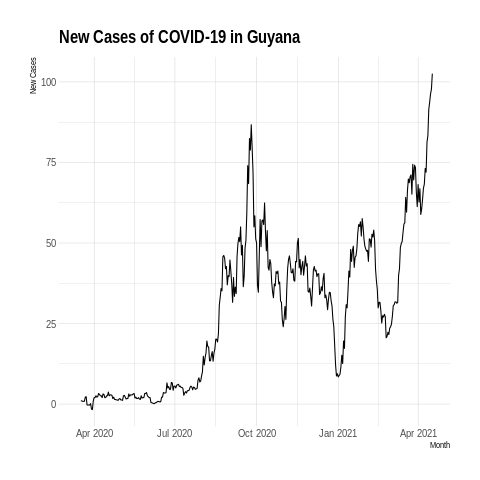 New Cases of COVID-19 in Guyana
New Cases
100
75
50
25
0
Apr 2020 Jul 2020 Oct 2020 Jan 2021 Apr 2021
Month